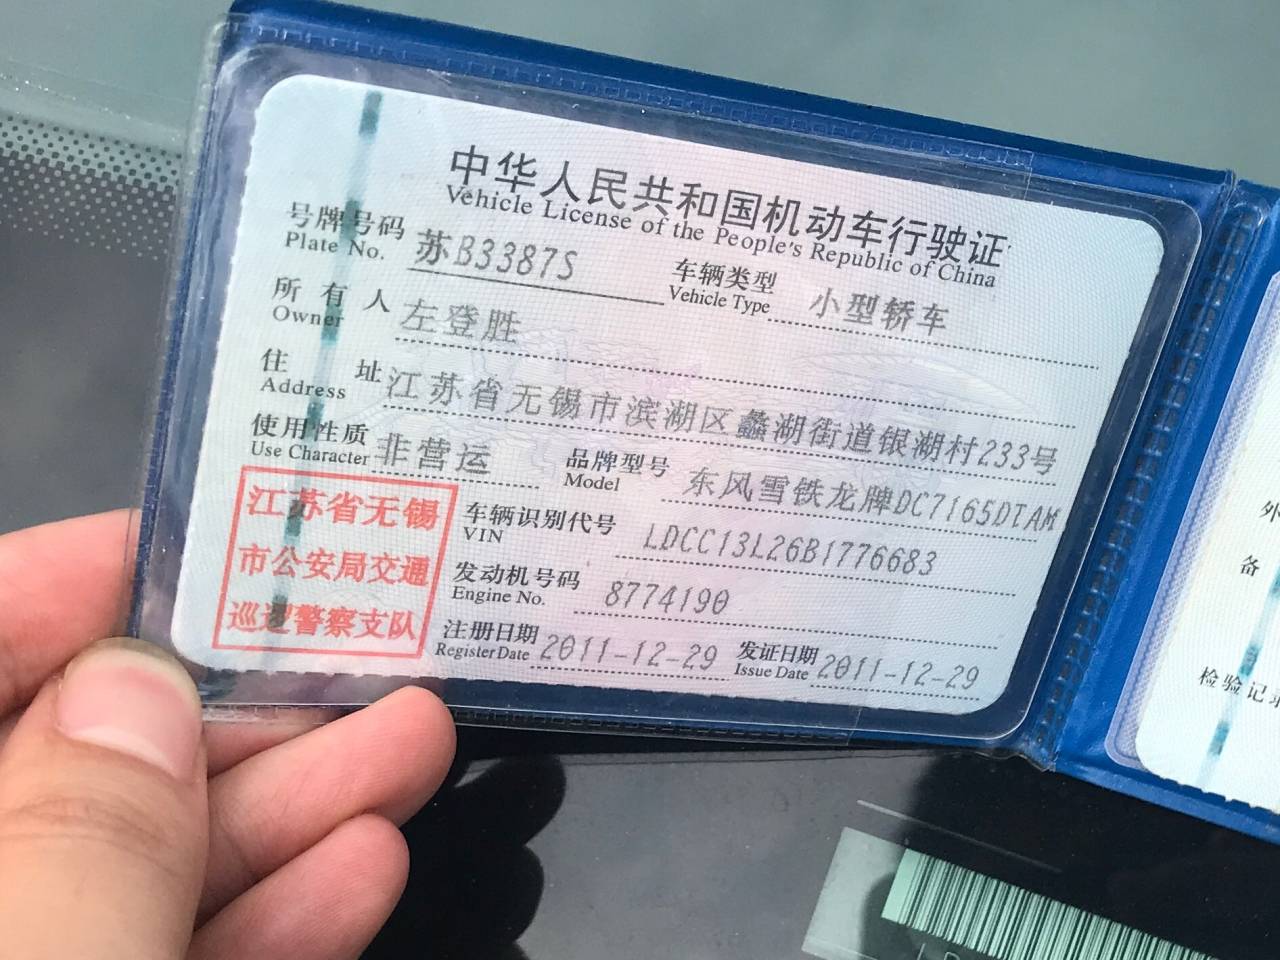 中华人民共和国机动车行驶证
Vehicle License of the People's Republic of China
号牌号码 苏B3387S 车辆类型 小型轿车
Plate No. Vehicle Type
所有人 左登胜
Owner
住址 江苏省无锡市滨湖区蠡湖街道银湖村233号
Address
使用性质 非营运 品牌型号 东风雪铁龙牌DC7165DTAM
Use Character Model
江苏省无锡
市公安局交通
巡逻警察支队
车辆识别代号 LDCC13L26B1776683
VIN
发动机号码 8774190
Engine No.
注册日期 2011-12-29 发证日期 2011-12-29
Register Date Issue Date
外
备
检验记录